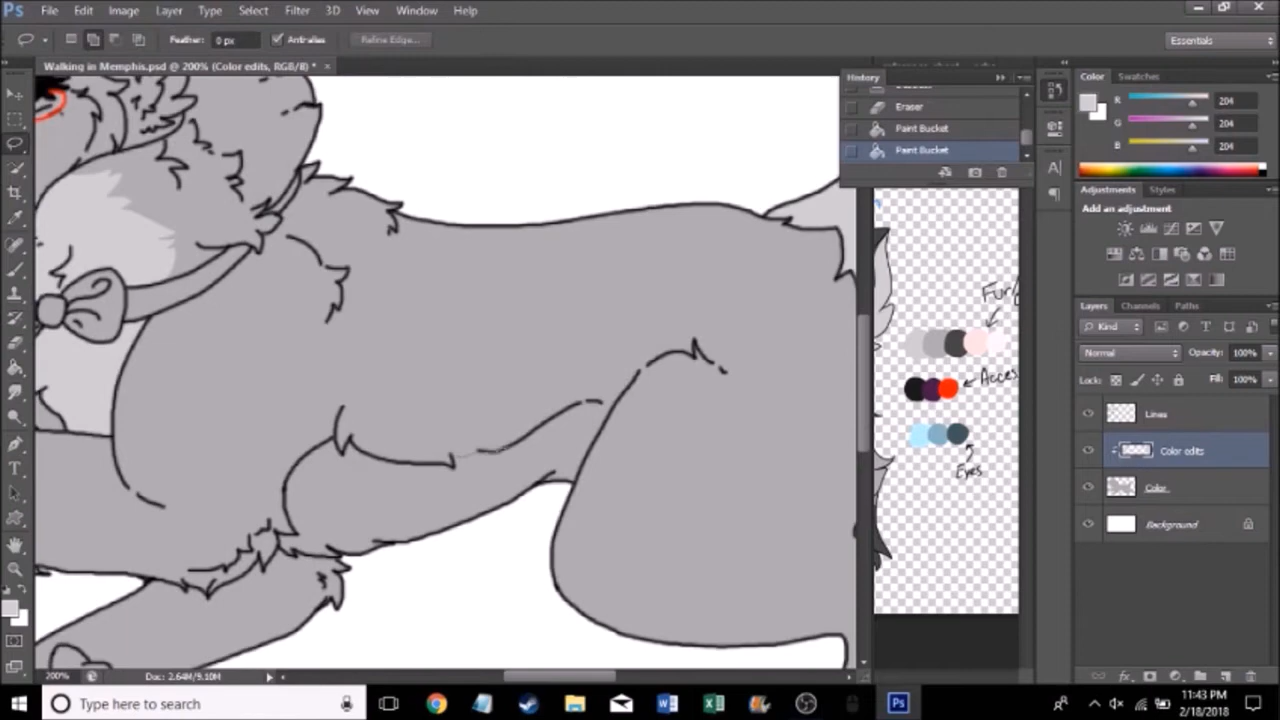 Ps File Edit Image Layer Type Select Filter 3D View Window Help
Feather: 0 px Anti-alias Refine Edge... Essentials
Walking in Memphis.psd @ 200% (Color edits, RGB/8) *
History
Eraser
Paint Bucket
Paint Bucket
Color Swatches
R 204
G 204
B 204
Adjustments Styles
Add an adjustment
Fur
Acces
Eyes
Layers Channels Paths
Kind
Normal Opacity: 100%
Lock: Fill: 100%
Lines
Color edits
Color
Background
200% Doc: 2.64M/9.10M
Type here to search
11:43 PM
2/18/2018